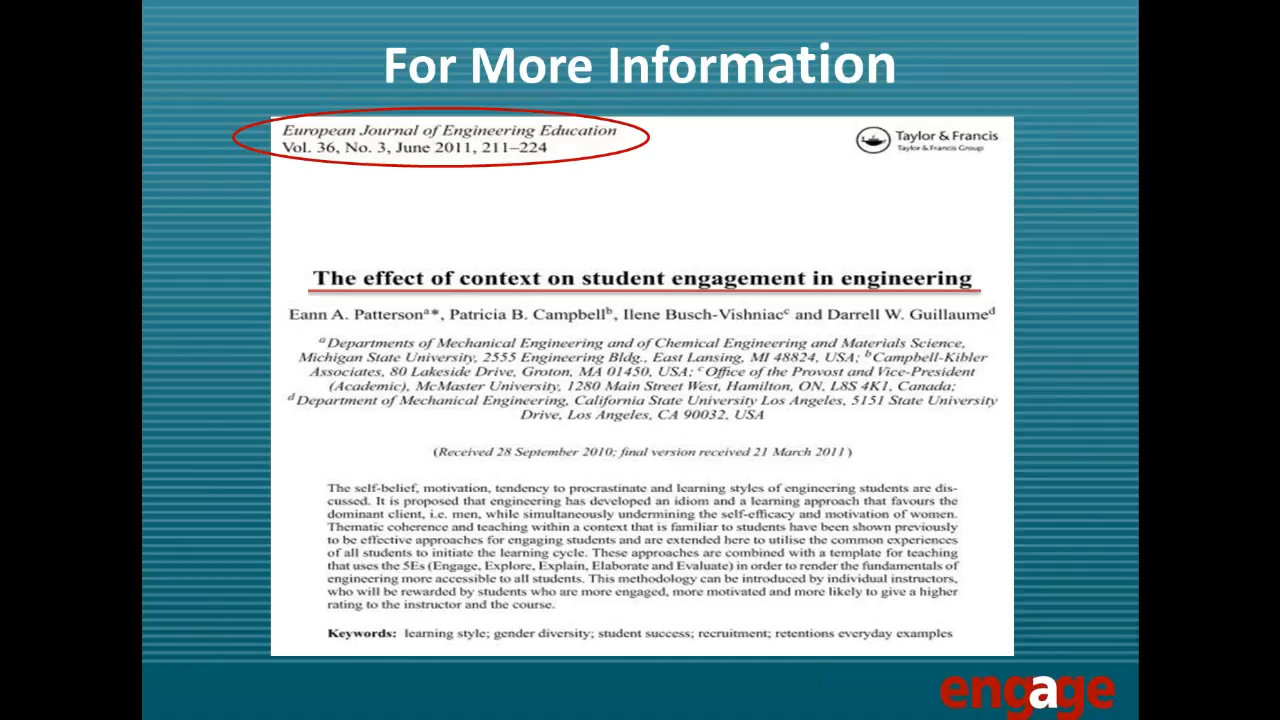 For More Information
European Journal of Engineering Education
Vol. 36, No. 3, June 2011, 211–224
Taylor & Francis
Taylor & Francis Group
The effect of context on student engagement in engineering
Eann A. Pattersonᵃ*, Patricia B. Campbellᵇ, Ilene Busch-Vishniacᶜ and Darrell W. Guillaumeᵈ
ᵃDepartments of Mechanical Engineering and of Chemical Engineering and Materials Science,
Michigan State University, 2555 Engineering Bldg., East Lansing, MI 48824, USA; ᵇCampbell-Kibler
Associates, 80 Lakeside Drive, Groton, MA 01450, USA; ᶜOffice of the Provost and Vice-President
(Academic), McMaster University, 1280 Main Street West, Hamilton, ON, L8S 4K1, Canada;
ᵈDepartment of Mechanical Engineering, California State University Los Angeles, 5151 State University
Drive, Los Angeles, CA 90032, USA
(Received 28 September 2010; final version received 21 March 2011)
The self-belief, motivation, tendency to procrastinate and learning styles of engineering students are dis-
cussed. It is proposed that engineering has developed an idiom and a learning approach that favours the
dominant client, i.e. men, while simultaneously undermining the self-efficacy and motivation of women.
Thematic coherence and teaching within a context that is familiar to students have been shown previously
to be effective approaches for engaging students and are extended here to utilise the common experiences
of all students to initiate the learning cycle. These approaches are combined with a template for teaching
that uses the 5Es (Engage, Explore, Explain, Elaborate and Evaluate) in order to render the fundamentals of
engineering more accessible to all students. This methodology can be introduced by individual instructors,
who will be rewarded by students who are more engaged, more motivated and more likely to give a higher
rating to the instructor and the course.
Keywords: learning style; gender diversity; student success; recruitment; retentions everyday examples
engage